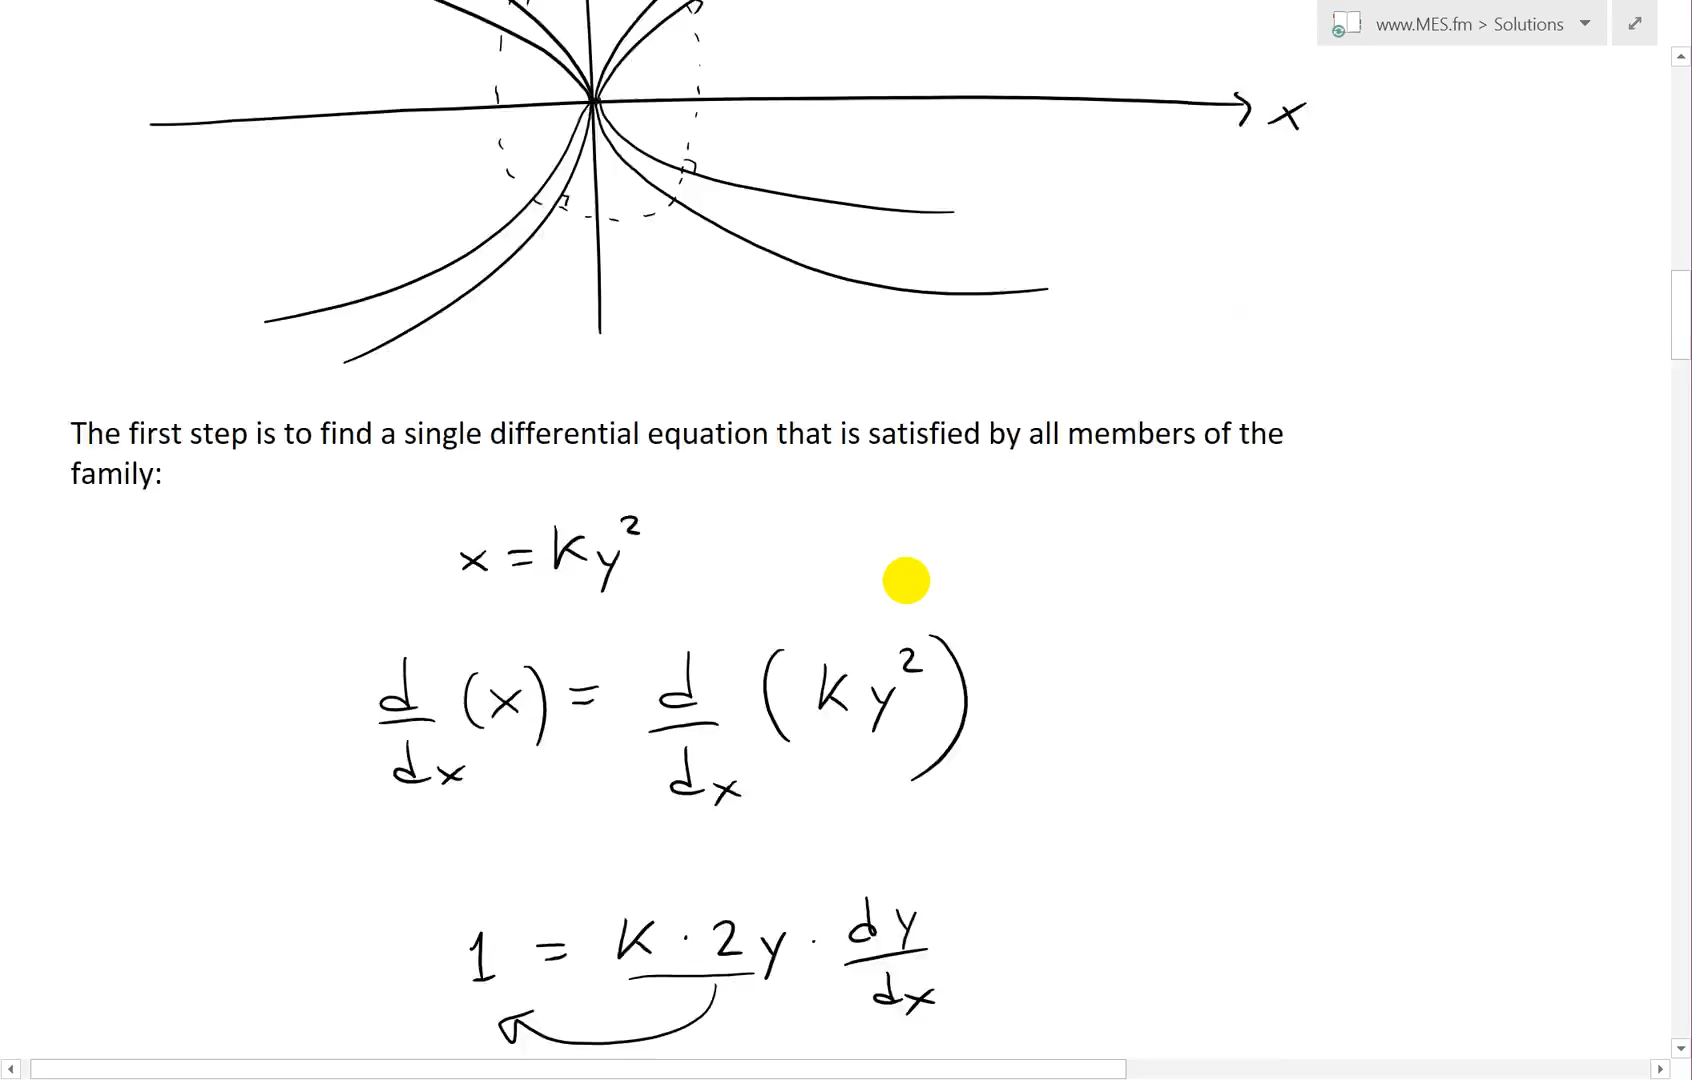 www.MES.fm > Solutions
x
The first step is to find a single differential equation that is satisfied by all members of the
family:
x = ky²
d/dx (x) = d/dx (ky²)
1 = k · 2y · dy/dx